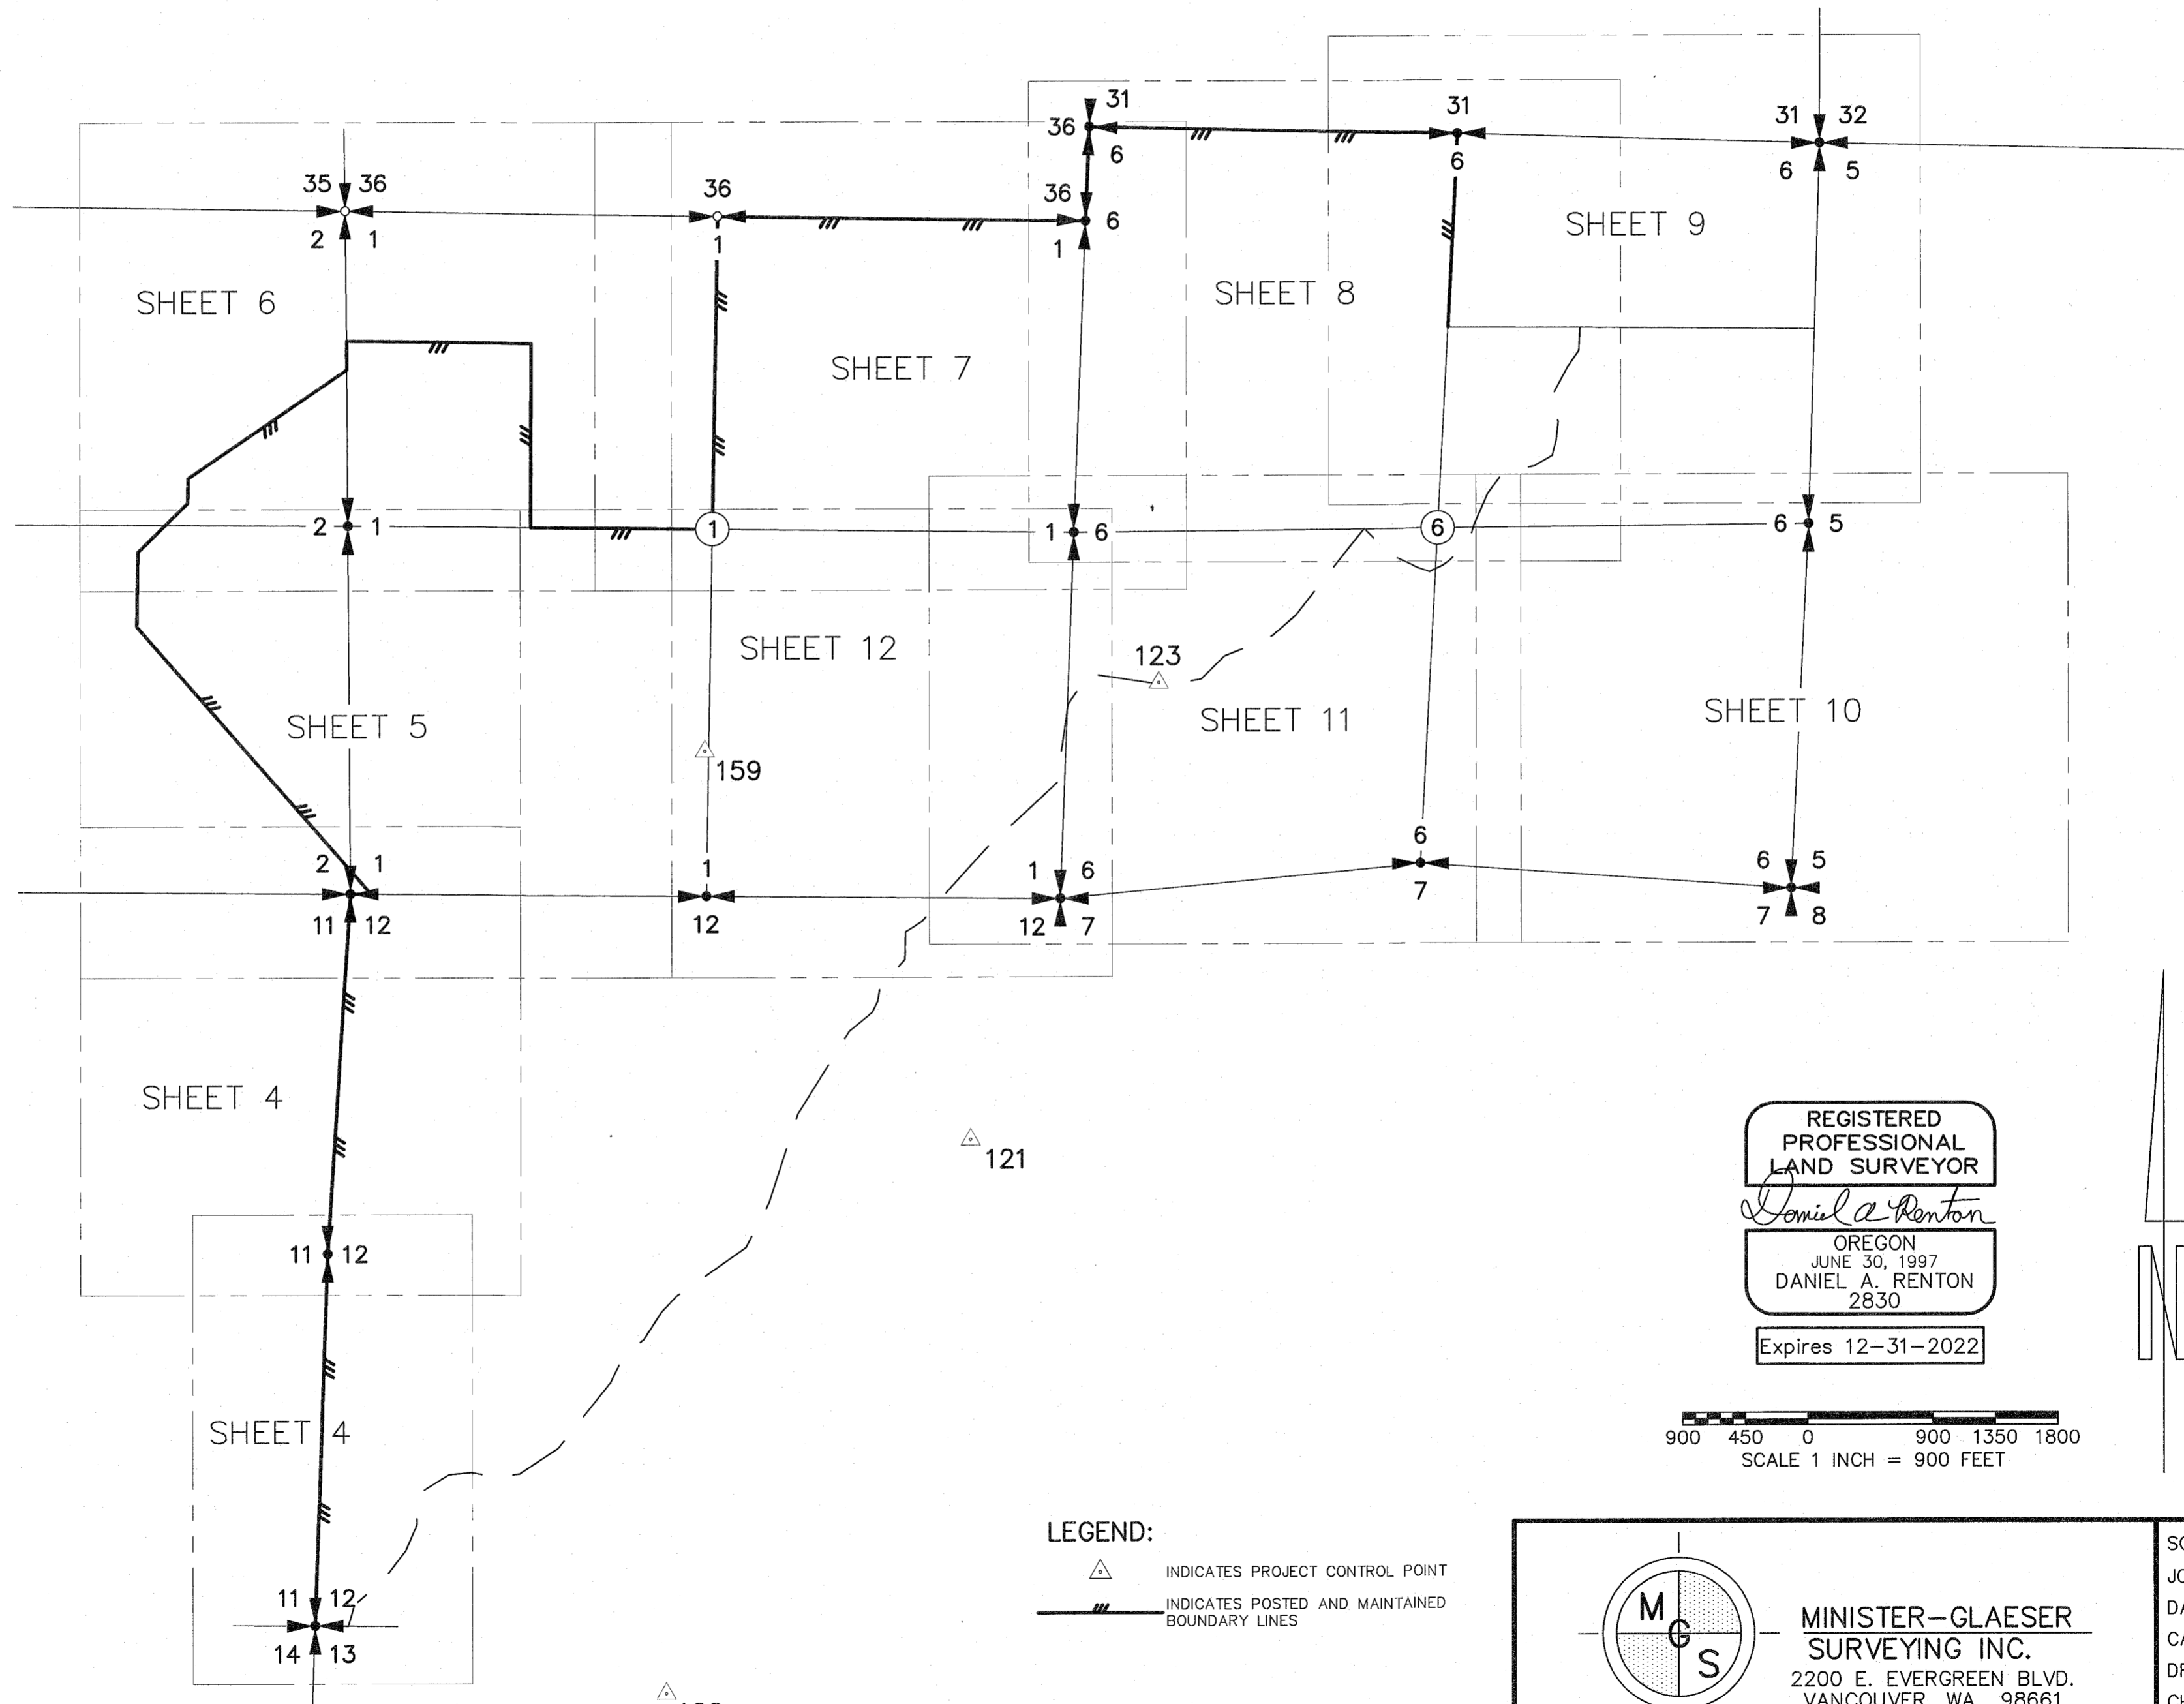 31
36
6
31
6
31 32
6 5
35 36
2 1
36
1
36
6
1
SHEET 9
SHEET 6
SHEET 8
SHEET 7
2 1
1
1 6
6
6 5
SHEET 12
123
SHEET 5
SHEET 11
SHEET 10
159
2 1
11 12
1
12
1 6
12 7
6
7
6 5
7 8
SHEET 4
121
11 12
SHEET 4
11 12
14 13
REGISTERED
PROFESSIONAL
LAND SURVEYOR
Daniel A Renton
OREGON
JUNE 30, 1997
DANIEL A. RENTON
2830
Expires 12-31-2022
N
900 450 0 900 1350 1800
SCALE 1 INCH = 900 FEET
LEGEND:
INDICATES PROJECT CONTROL POINT
INDICATES POSTED AND MAINTAINED
BOUNDARY LINES
M
G
S
MINISTER-GLAESER
SURVEYING INC.
2200 E. EVERGREEN BLVD.
VANCOUVER, WA. 98661